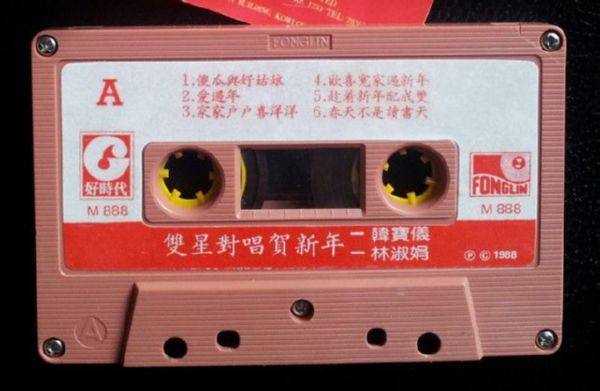 FONGLIN
A
1.傻瓜與好姑娘
2.愛過年
3.家家戶戶喜洋洋
4.歡喜冤家過新年
5.趁着新年配成雙
6.春天不是讀書天
好時代
M 888
FONGLIN
M 888
雙星對唱賀新年
韓寶儀
林淑娟
Ⓟ © 1988
A